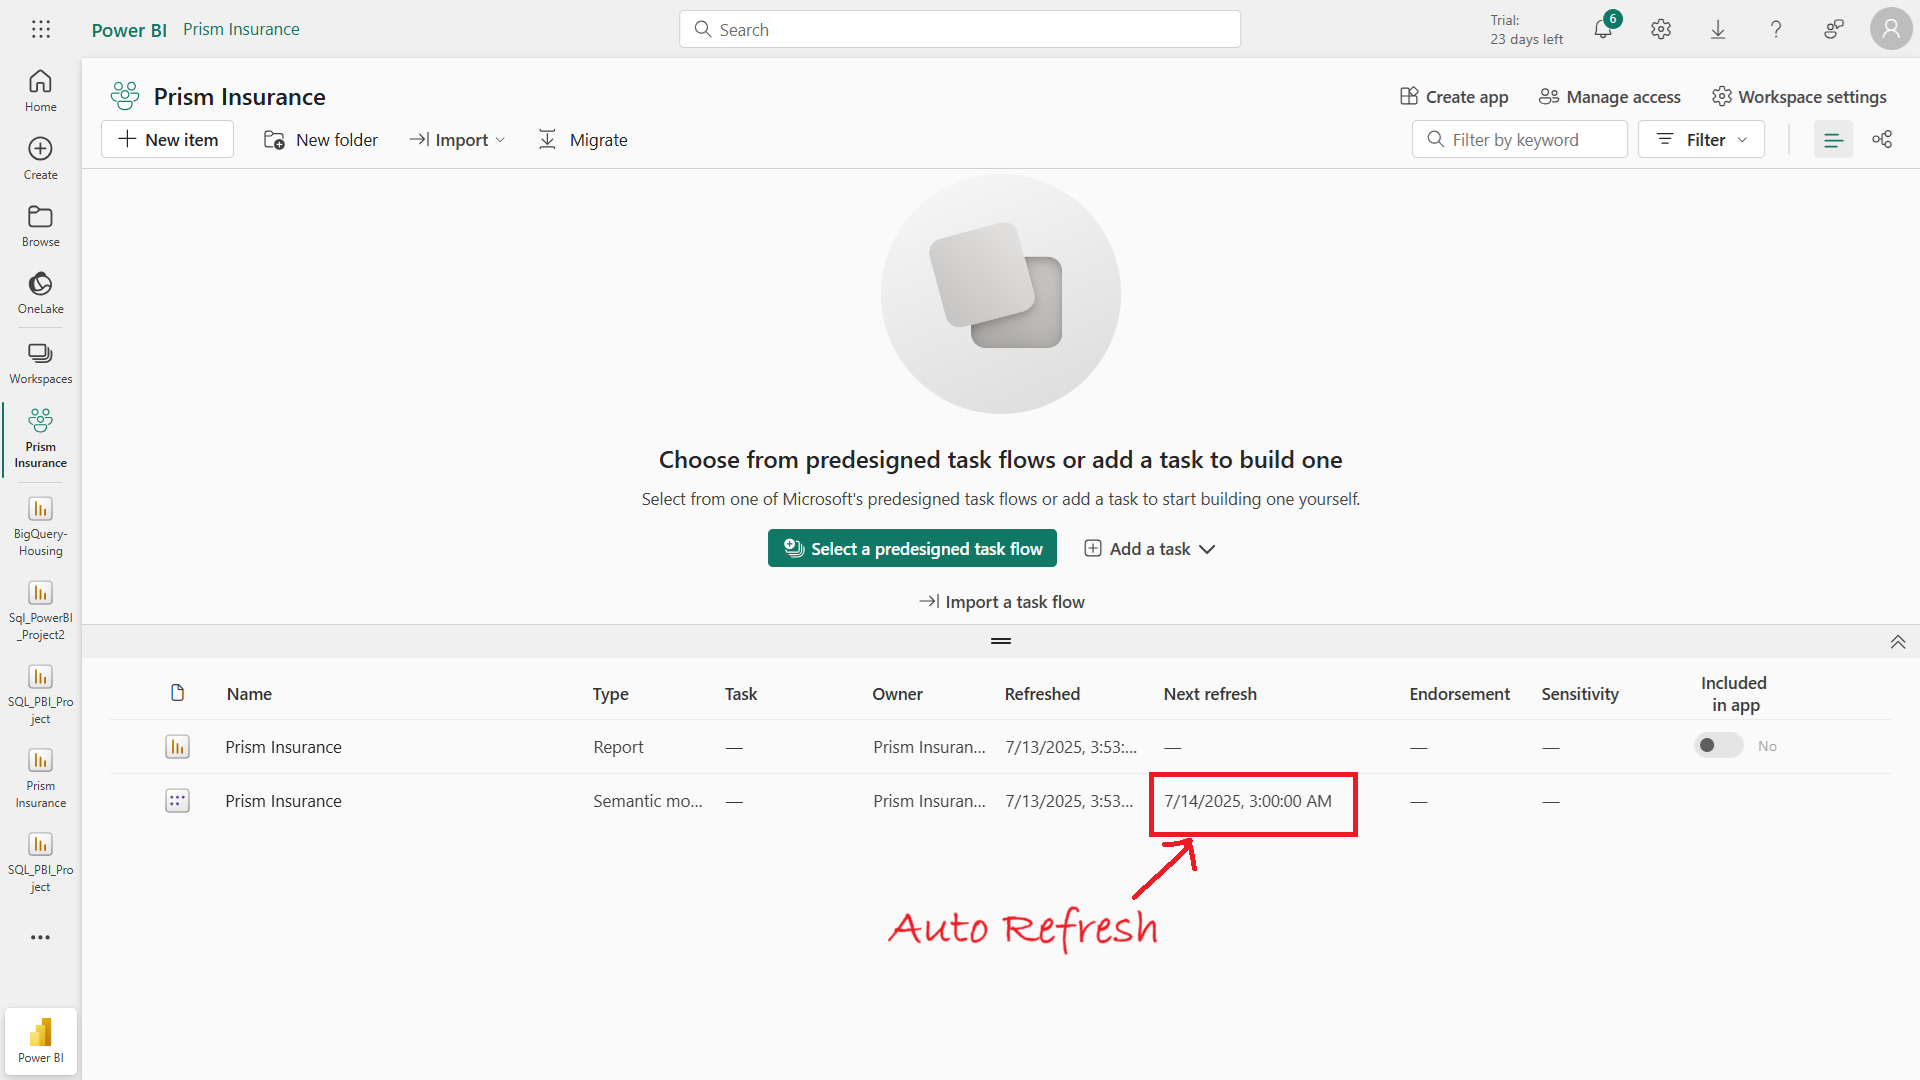 Power BI Prism Insurance
Search
Trial:
23 days left
6
Home
Create
Browse
OneLake
Workspaces
Prism
Insurance
BigQuery-
Housing
Sql_PowerBI
_Project2
SQL_PBI_Pro
ject
Prism
Insurance
SQL_PBI_Pro
ject
Power BI
Prism Insurance
Create app
Manage access
Workspace settings
New item
New folder
Import
Migrate
Filter by keyword
Filter
Choose from predesigned task flows or add a task to build one
Select from one of Microsoft's predesigned task flows or add a task to start building one yourself.
Select a predesigned task flow
Add a task
Import a task flow
Name Type Task Owner Refreshed Next refresh Endorsement Sensitivity Included
in app
Prism Insurance Report — Prism Insuran... 7/13/2025, 3:53:... — — — No
Prism Insurance Semantic mo... — Prism Insuran... 7/13/2025, 3:53... 7/14/2025, 3:00:00 AM — —
Auto Refresh